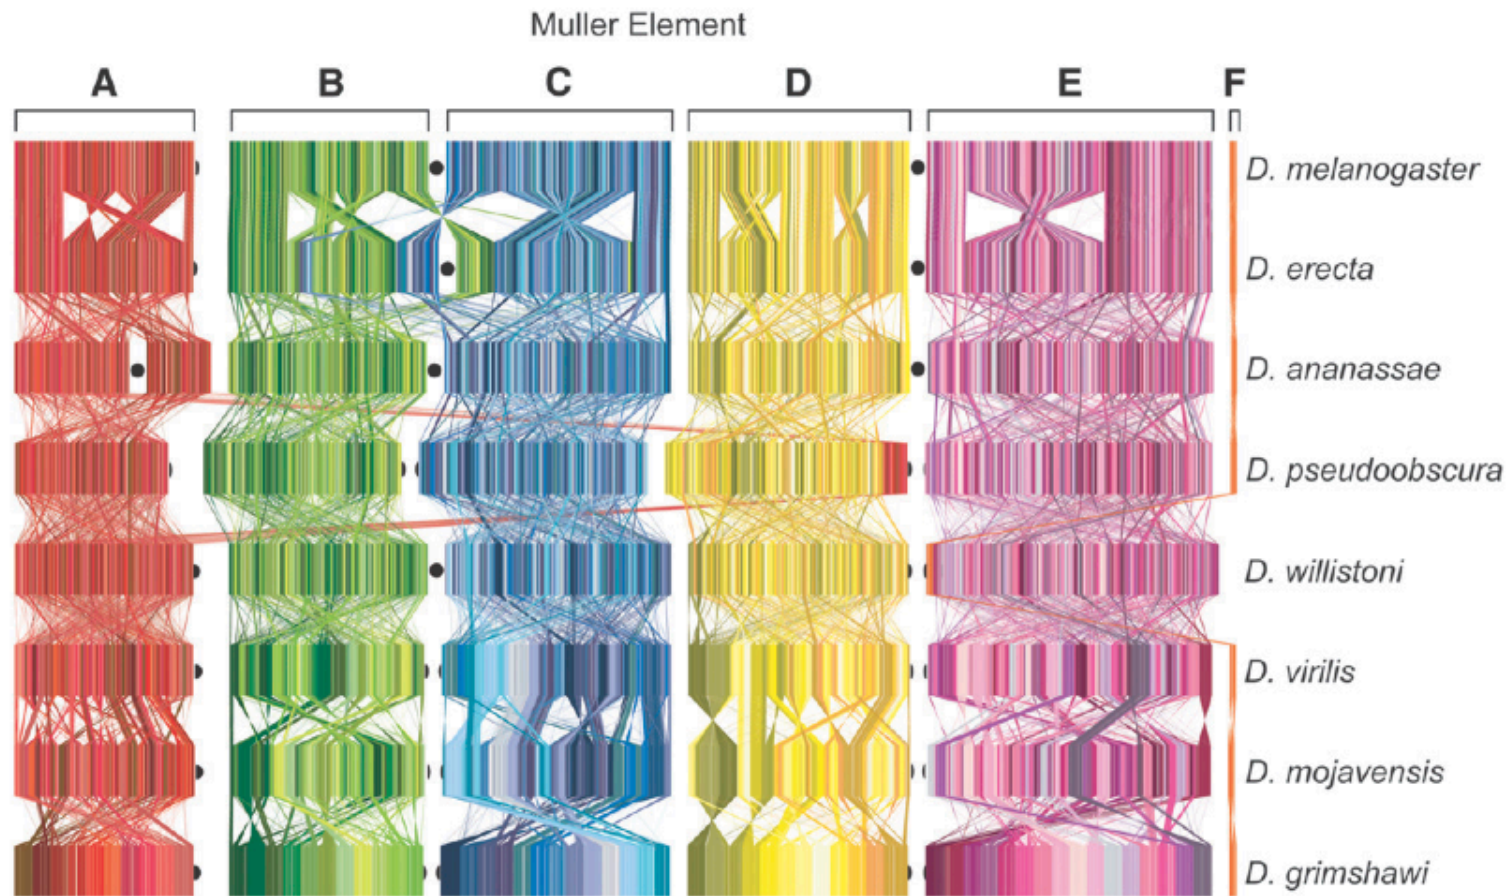 Muller Element
A B C D E F
D. melanogaster
D. erecta
D. ananassae
D. pseudoobscura
D. willistoni
D. virilis
D. mojavensis
D. grimshawi